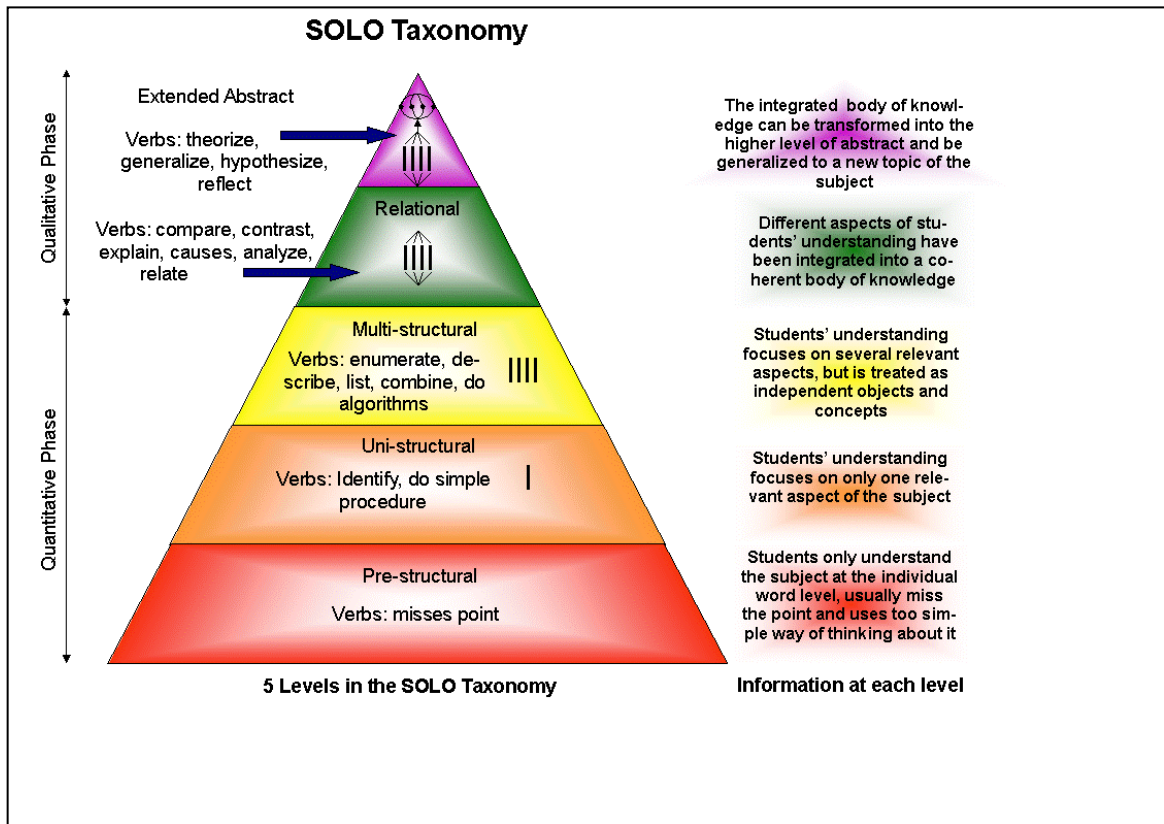 SOLO Taxonomy
Qualitative Phase
Extended Abstract
Verbs: theorize,
generalize, hypothesize,
reflect
The integrated body of knowl-
edge can be transformed into the
higher level of abstract and be
generalized to a new topic of the
subject
Relational
Verbs: compare, contrast,
explain, causes, analyze,
relate
Different aspects of stu-
dents' understanding have
been integrated into a co-
herent body of knowledge
Quantitative Phase
Multi-structural
Verbs: enumerate, de-
scribe, list, combine, do
algorithms
Students' understanding
focuses on several relevant
aspects, but is treated as
independent objects and
concepts
Uni-structural
Verbs: Identify, do simple
procedure
Students' understanding
focuses on only one rele-
vant aspect of the subject
Pre-structural
Verbs: misses point
Students only understand
the subject at the individual
word level, usually miss
the point and uses too sim-
ple way of thinking about it
5 Levels in the SOLO Taxonomy
Information at each level